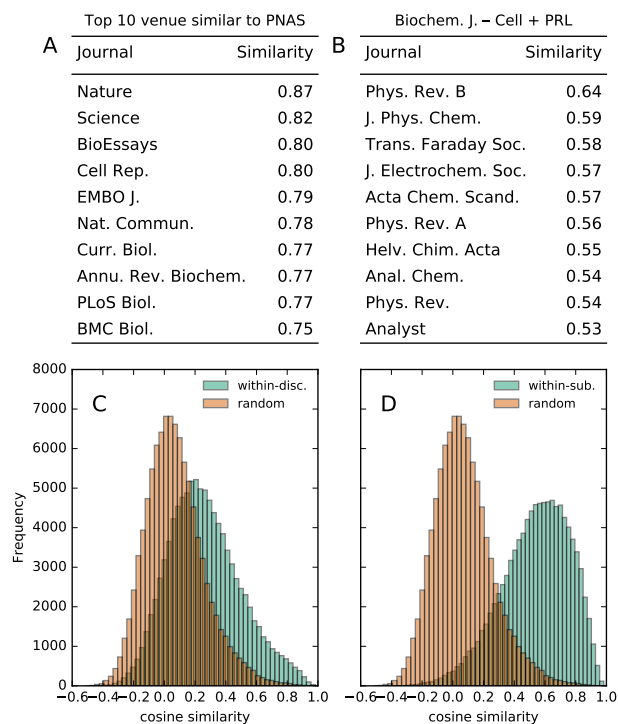 Top 10 venue similar to PNAS
A
Journal Similarity
Nature 0.87
Science 0.82
BioEssays 0.80
Cell Rep. 0.80
EMBO J. 0.79
Nat. Commun. 0.78
Curr. Biol. 0.77
Annu. Rev. Biochem. 0.77
PLoS Biol. 0.77
BMC Biol. 0.75
Biochem. J. – Cell + PRL
B
Journal Similarity
Phys. Rev. B 0.64
J. Phys. Chem. 0.59
Trans. Faraday Soc. 0.58
J. Electrochem. Soc. 0.57
Acta Chem. Scand. 0.57
Phys. Rev. A 0.56
Helv. Chim. Acta 0.55
Anal. Chem. 0.54
Phys. Rev. 0.54
Analyst 0.53
C
within-disc.
random
8000
7000
6000
5000
4000
3000
2000
1000
0
Frequency
−0.6 −0.4 −0.2 0.0 0.2 0.4 0.6 0.8 1.0
cosine similarity
D
within-sub.
random
−0.6 −0.4 −0.2 0.0 0.2 0.4 0.6 0.8 1.0
cosine similarity